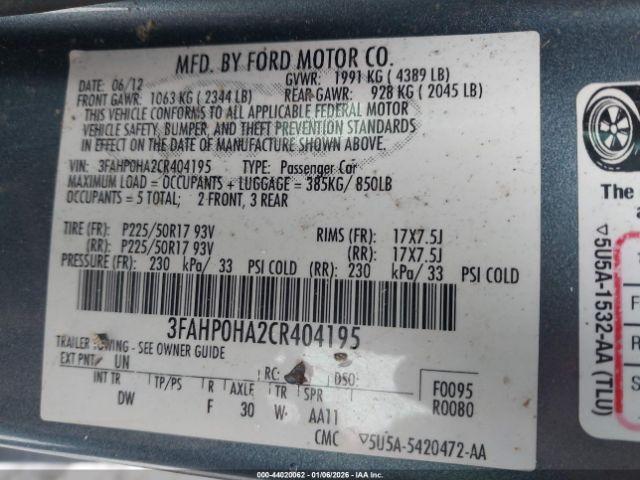 MFD. BY FORD MOTOR CO.
DATE: 06/12 GVWR: 1991 KG ( 4389 LB)
FRONT GAWR: 1063 KG ( 2344 LB) REAR GAWR: 928 KG ( 2045 LB)
THIS VEHICLE CONFORMS TO ALL APPLICABLE FEDERAL MOTOR
VEHICLE SAFETY, BUMPER, AND THEFT PREVENTION STANDARDS
IN EFFECT ON THE DATE OF MANUFACTURE SHOWN ABOVE.
VIN: 3FAHP0HA2CR404195 TYPE: Passenger Car
MAXIMUM LOAD = OCCUPANTS + LUGGAGE = 385KG/ 850LB
OCCUPANTS = 5 TOTAL; 2 FRONT, 3 REAR
TIRE (FR): P225/50R17 93V RIMS (FR): 17X7.5J
(RR): P225/50R17 93V (RR): 17X7.5J
PRESSURE (FR): 230 kPa/ 33 PSI COLD (RR): 230 kPa/ 33 PSI COLD
3FAHP0HA2CR404195
TRAILER TOWING - SEE OWNER GUIDE
EXT PNT: UN RC: DSO: F0095
INT TR TP/PS R AXLE TR SPR R0080
DW F 30 W AA11
CMC ▽5U5A-5420472-AA
The
▽5U5A-1532-AA (TLU)
F
R
S
000-44020062 - 01/06/2026 - IAAI.COM